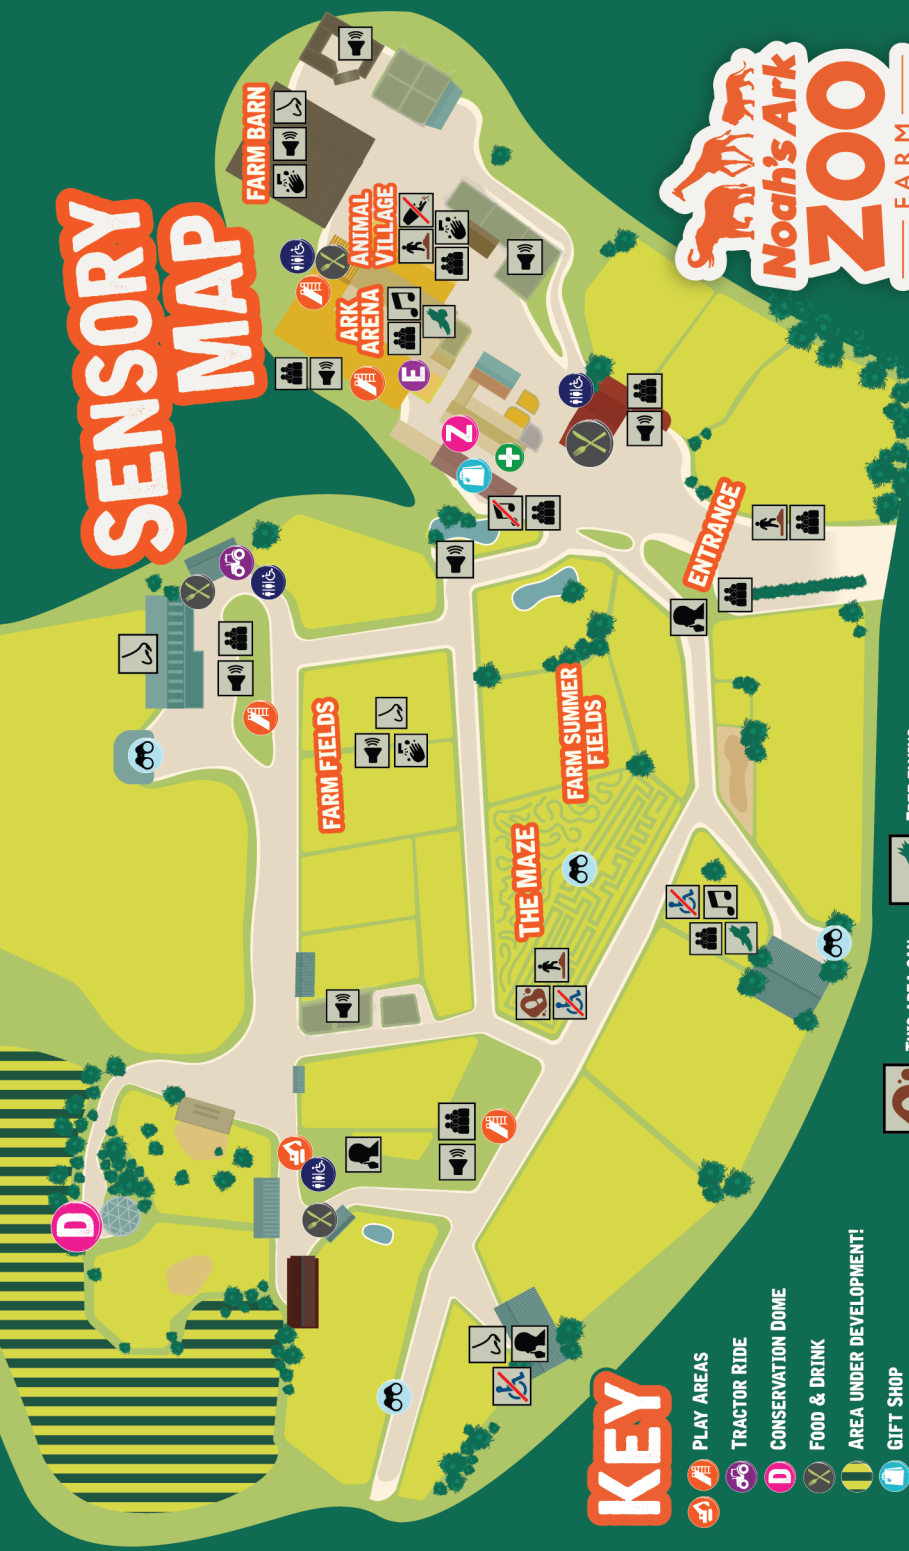 SENSORY
MAP
FARM BARN
ANIMAL
VILLAGE
ARK
ARENA
E
Z
ENTRANCE
FARM FIELDS
FARM SUMMER
FIELDS
THE MAZE
D
Noah's Ark
ZOO
FARM
KEY
PLAY AREAS
TRACTOR RIDE
D
CONSERVATION DOME
FOOD & DRINK
AREA UNDER DEVELOPMENT!
GIFT SHOP